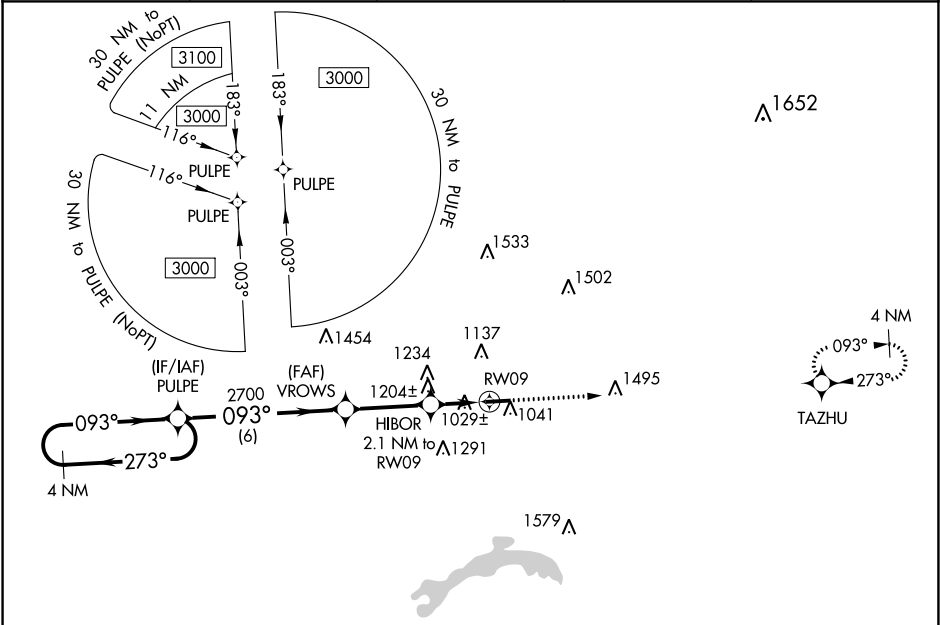 30 NM to
PULPE (NoPT)
3100
11 NM
183°
3000
116°
PULPE
183°
3000
30 NM to PULPE
PULPE
003°
116°
PULPE
30 NM to PULPE (NoPT)
3000
003°
1652
1533
1502
1454
1137
1234
(IF/IAF)
PULPE
(FAF)
VROWS
2700
093°
(6)
093°
273°
4 NM
1204±
HIBOR
2.1 NM to
RW09
RW09
1029±
1041
1291
1495
4 NM
093°
273°
TAZHU
1579